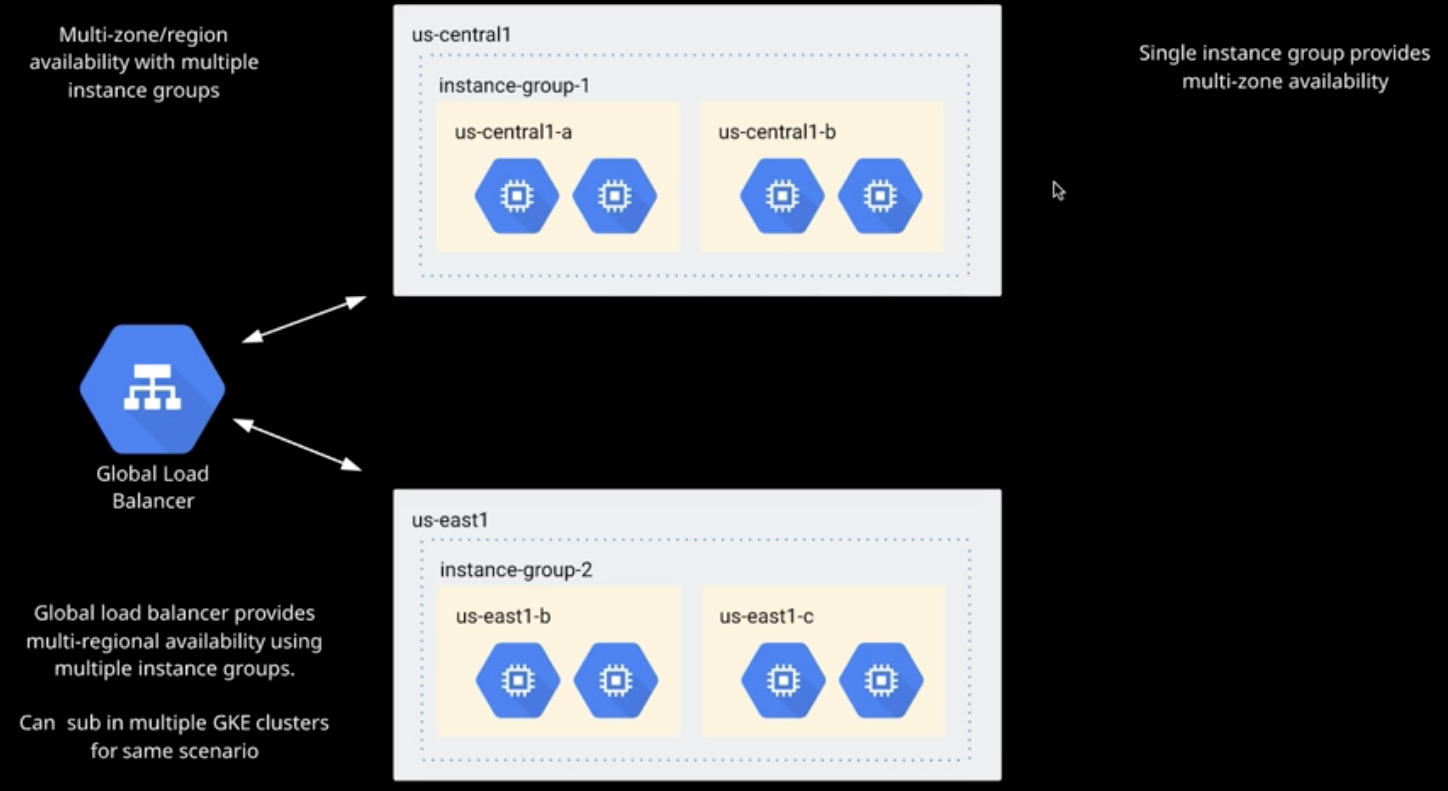 Multi-zone/region
availability with multiple
instance groups
us-central1
instance-group-1
us-central1-a
us-central1-b
Single instance group provides
multi-zone availability
Global Load
Balancer
us-east1
instance-group-2
us-east1-b
us-east1-c
Global load balancer provides
multi-regional availability using
multiple instance groups.
Can sub in multiple GKE clusters
for same scenario